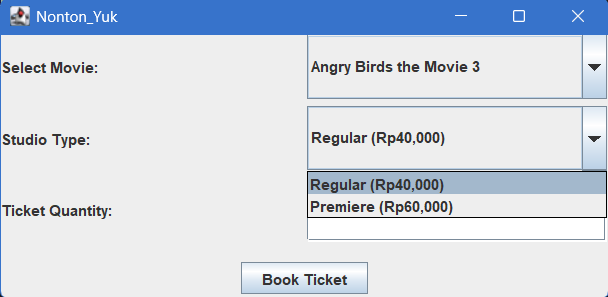 Nonton_Yuk
Select Movie:
Angry Birds the Movie 3
Studio Type:
Regular (Rp40,000)
Regular (Rp40,000)
Premiere (Rp60,000)
Ticket Quantity:
Book Ticket